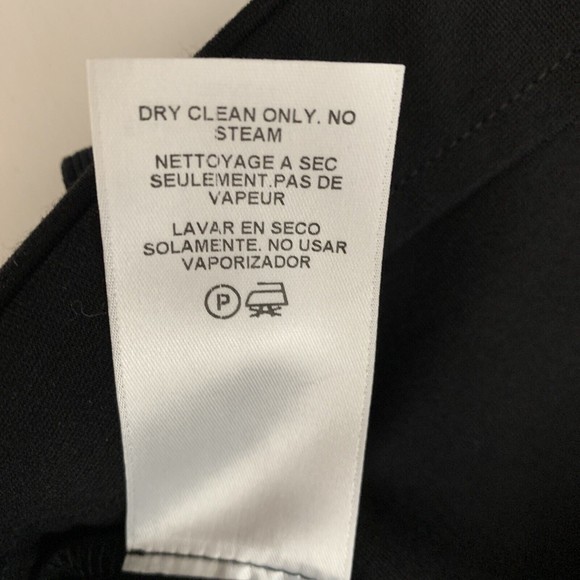 DRY CLEAN ONLY. NO
STEAM
NETTOYAGE A SEC
SEULEMENT.PAS DE
VAPEUR
LAVAR EN SECO
SOLAMENTE. NO USAR
VAPORIZADOR
P